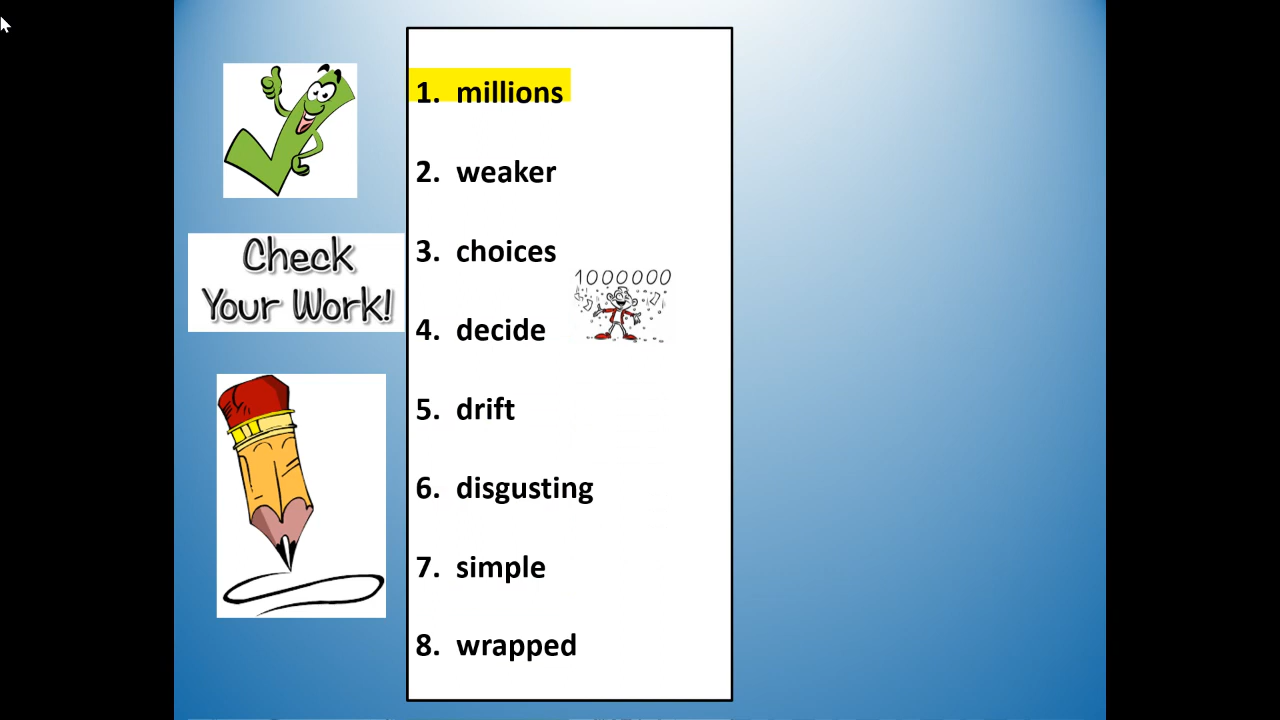 Check
Your Work!
1. millions
2. weaker
3. choices
1000000
4. decide
5. drift
6. disgusting
7. simple
8. wrapped